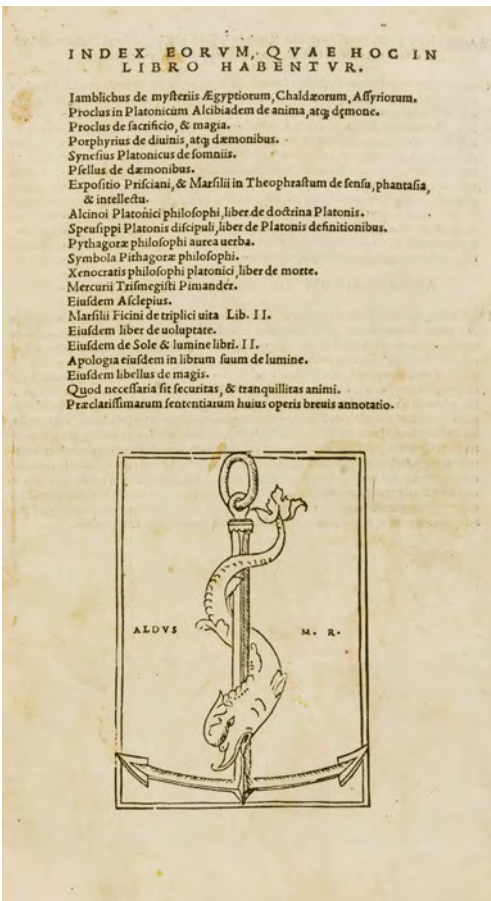 INDEX EORVM, QVAE HOC IN
LIBRO HABENTVR.
Iamblichus de mysteriis Ægyptiorum, Chaldæorum, Assyriorum.
Proclus in Platonicum Alcibiadem de anima, atq; dęmone.
Proclus de sacrificio, & magia.
Porphyrius de diuinis, atq; dæmonibus.
Synesius Platonicus de somniis.
Psellus de dæmonibus.
Expositio Prisciani, & Marsilii in Theophrastum de sensu, phantasia,
& intellectu.
Alcinoi Platonici philosophi, liber de doctrina Platonis.
Speusippi Platonis discipuli, liber de Platonis definitionibus.
Pythagoræ philosophi aurea uerba.
Symbola Pithagoræ philosophi.
Xenocratis philosophi platonici, liber de morte.
Mercurii Trismegisti Pimander.
Eiusdem Asclepius.
Marsilii Ficini de triplici uita Lib. II.
Eiusdem liber de uoluptate.
Eiusdem de Sole & lumine libri. II.
Apologia eiusdem in librum suum de lumine.
Eiusdem libellus de magis.
Quod necessaria sit securitas, & tranquillitas animi.
Præclarissimarum sententiarum huius operis breuis annotatio.
ALDVS M. R.